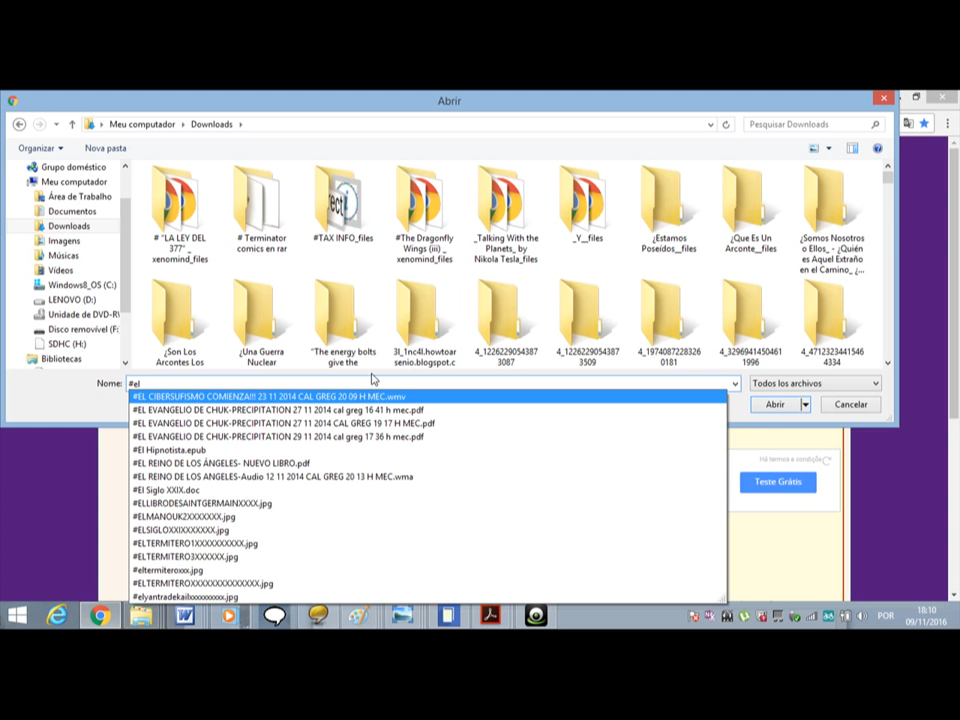 Abrir
Meu computador
Downloads
Pesquisar Downloads
Organizar
Nova pasta
Grupo doméstico
Meu computador
Área de Trabalho
Documentos
Downloads
Imagens
Músicas
Vídeos
Windows8_OS (C:)
LENOVO (D:)
Unidade de DVD-RV
Disco removível (F:
SDHC (H:)
Bibliotecas
# "LA LEY DEL
377" _
xenomind_files
# Terminator
comics en rar
#TAX INFO_files
#The Dragonfly
Wings (iii) _
xenomind_files
_Talking With the
Planets_ by
Nikola Tesla_files
_Y__files
¿Estamos
Poseídos__files
¿Que Es Un
Arconte__files
¿Somos Nosotros
o Ellos_ - ¿Quién
es Aquel Extraño
en el Camino_ ¿...
¿Son Los
Arcontes Los
¿Una Guerra
Nuclear
"The energy bolts
give the
3l_1nc4l.howtoar
senio.blogspot.c
4_1226229054387
3087
4_1226229054387
3509
4_1974087228326
0181
4_3296941450461
1996
4_4712323441546
4334
Nome:
#el
Todos los archivos
Abrir
Cancelar
#EL CIBERSUFISMO COMIENZA!!! 23 11 2014 CAL GREG 20 09 H MEC.wmv
#EL EVANGELIO DE CHUK-PRECIPITATION 27 11 2014 cal greg 16 41 h mec.pdf
#EL EVANGELIO DE CHUK-PRECIPITATION 27 11 2014 CAL GREG 19 17 H MEC.pdf
#EL EVANGELIO DE CHUK-PRECIPITATION 29 11 2014 cal greg 17 36 h mec.pdf
#El Hipnotista.epub
#EL REINO DE LOS ÁNGELES- NUEVO LIBRO.pdf
#EL REINO DE LOS ANGELES-Audio 12 11 2014 CAL GREG 20 13 H MEC.wma
#El Siglo XXIX.doc
#ELLIBRODESAINTGERMAINXXXX.jpg
#ELMANOUK2XXXXXXX.jpg
#ELSIGLOXXIXXXXXXX.jpg
#ELTERMITERO1XXXXXXXXXX.jpg
#ELTERMITERO3XXXXXX.jpg
#eltermiteroxxx.jpg
#ELTERMITEROXXXXXXXXXXXXXXX.jpg
#elyantradekailxxxxxxxxxx.jpg
Há termos e condiçõe
Teste Grátis
POR
18:10
09/11/2016